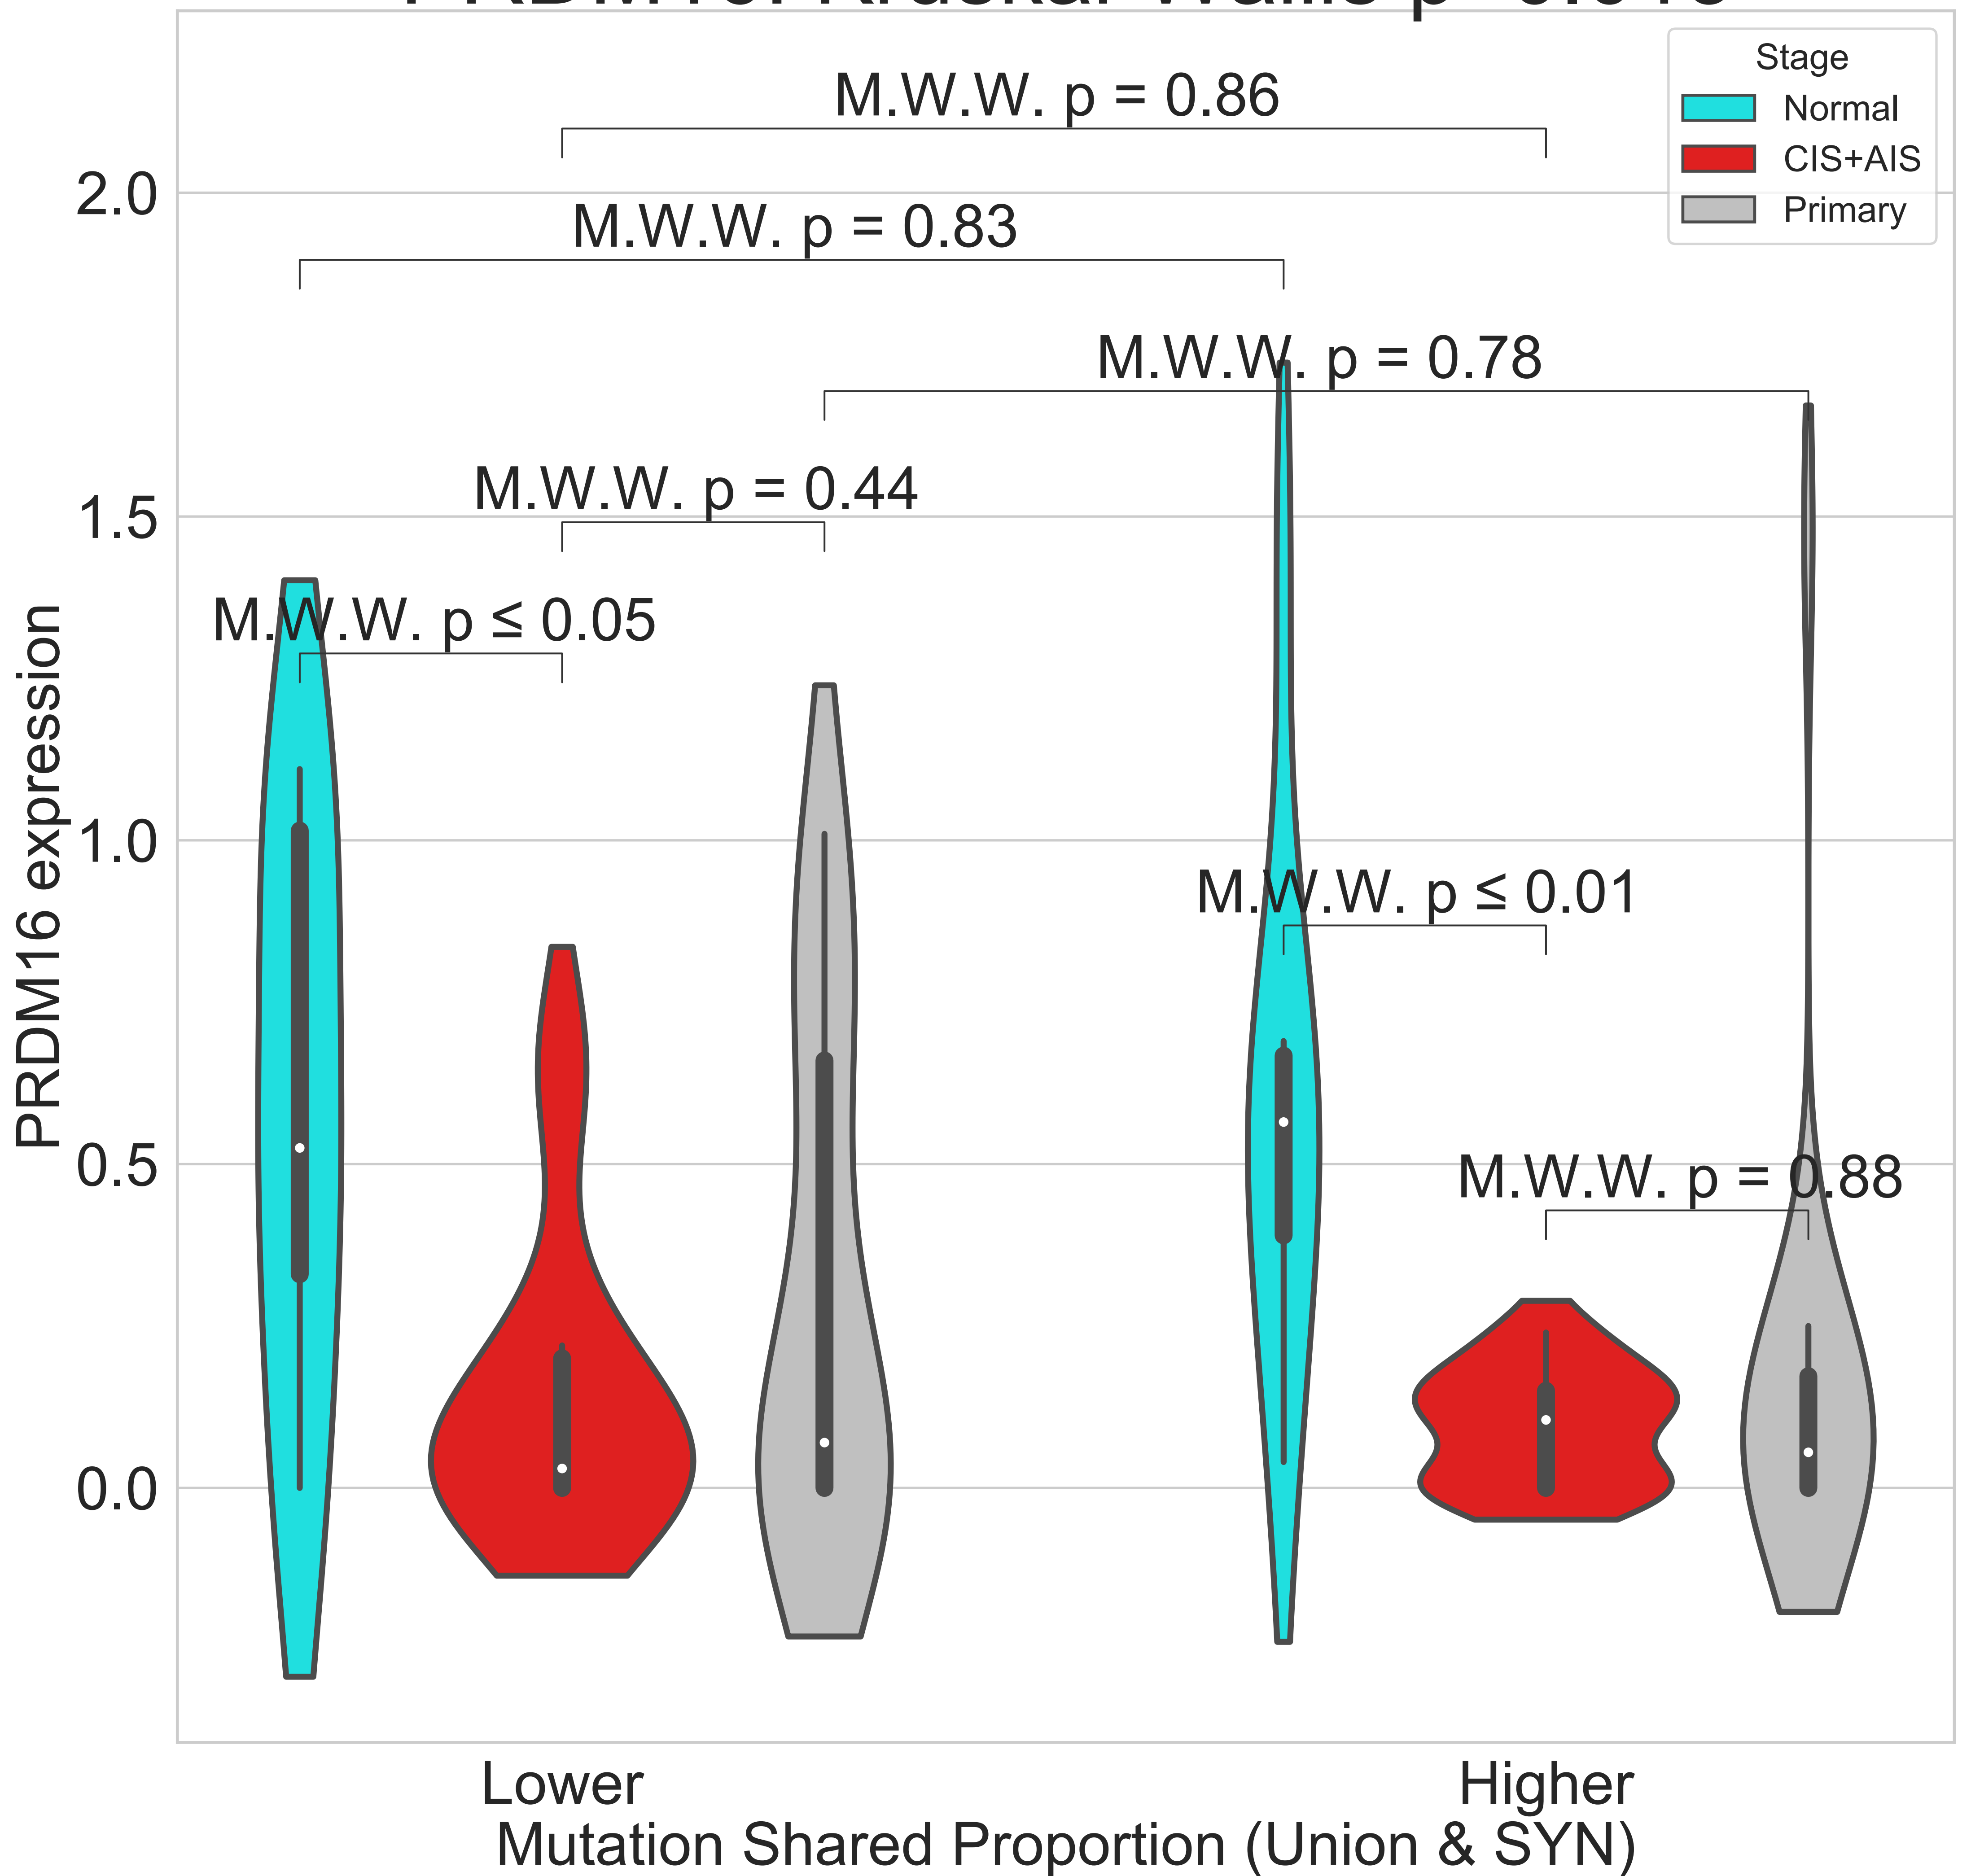 Stage
Normal
CIS+AIS
Primary
M.W.W. p = 0.86
M.W.W. p = 0.83
M.W.W. p = 0.78
M.W.W. p = 0.44
M.W.W. p ≤ 0.05
M.W.W. p ≤ 0.01
M.W.W. p = 0.88
PRDM16 expression
2.0
1.5
1.0
0.5
0.0
Lower
Higher
Mutation Shared Proportion (Union & SYN)